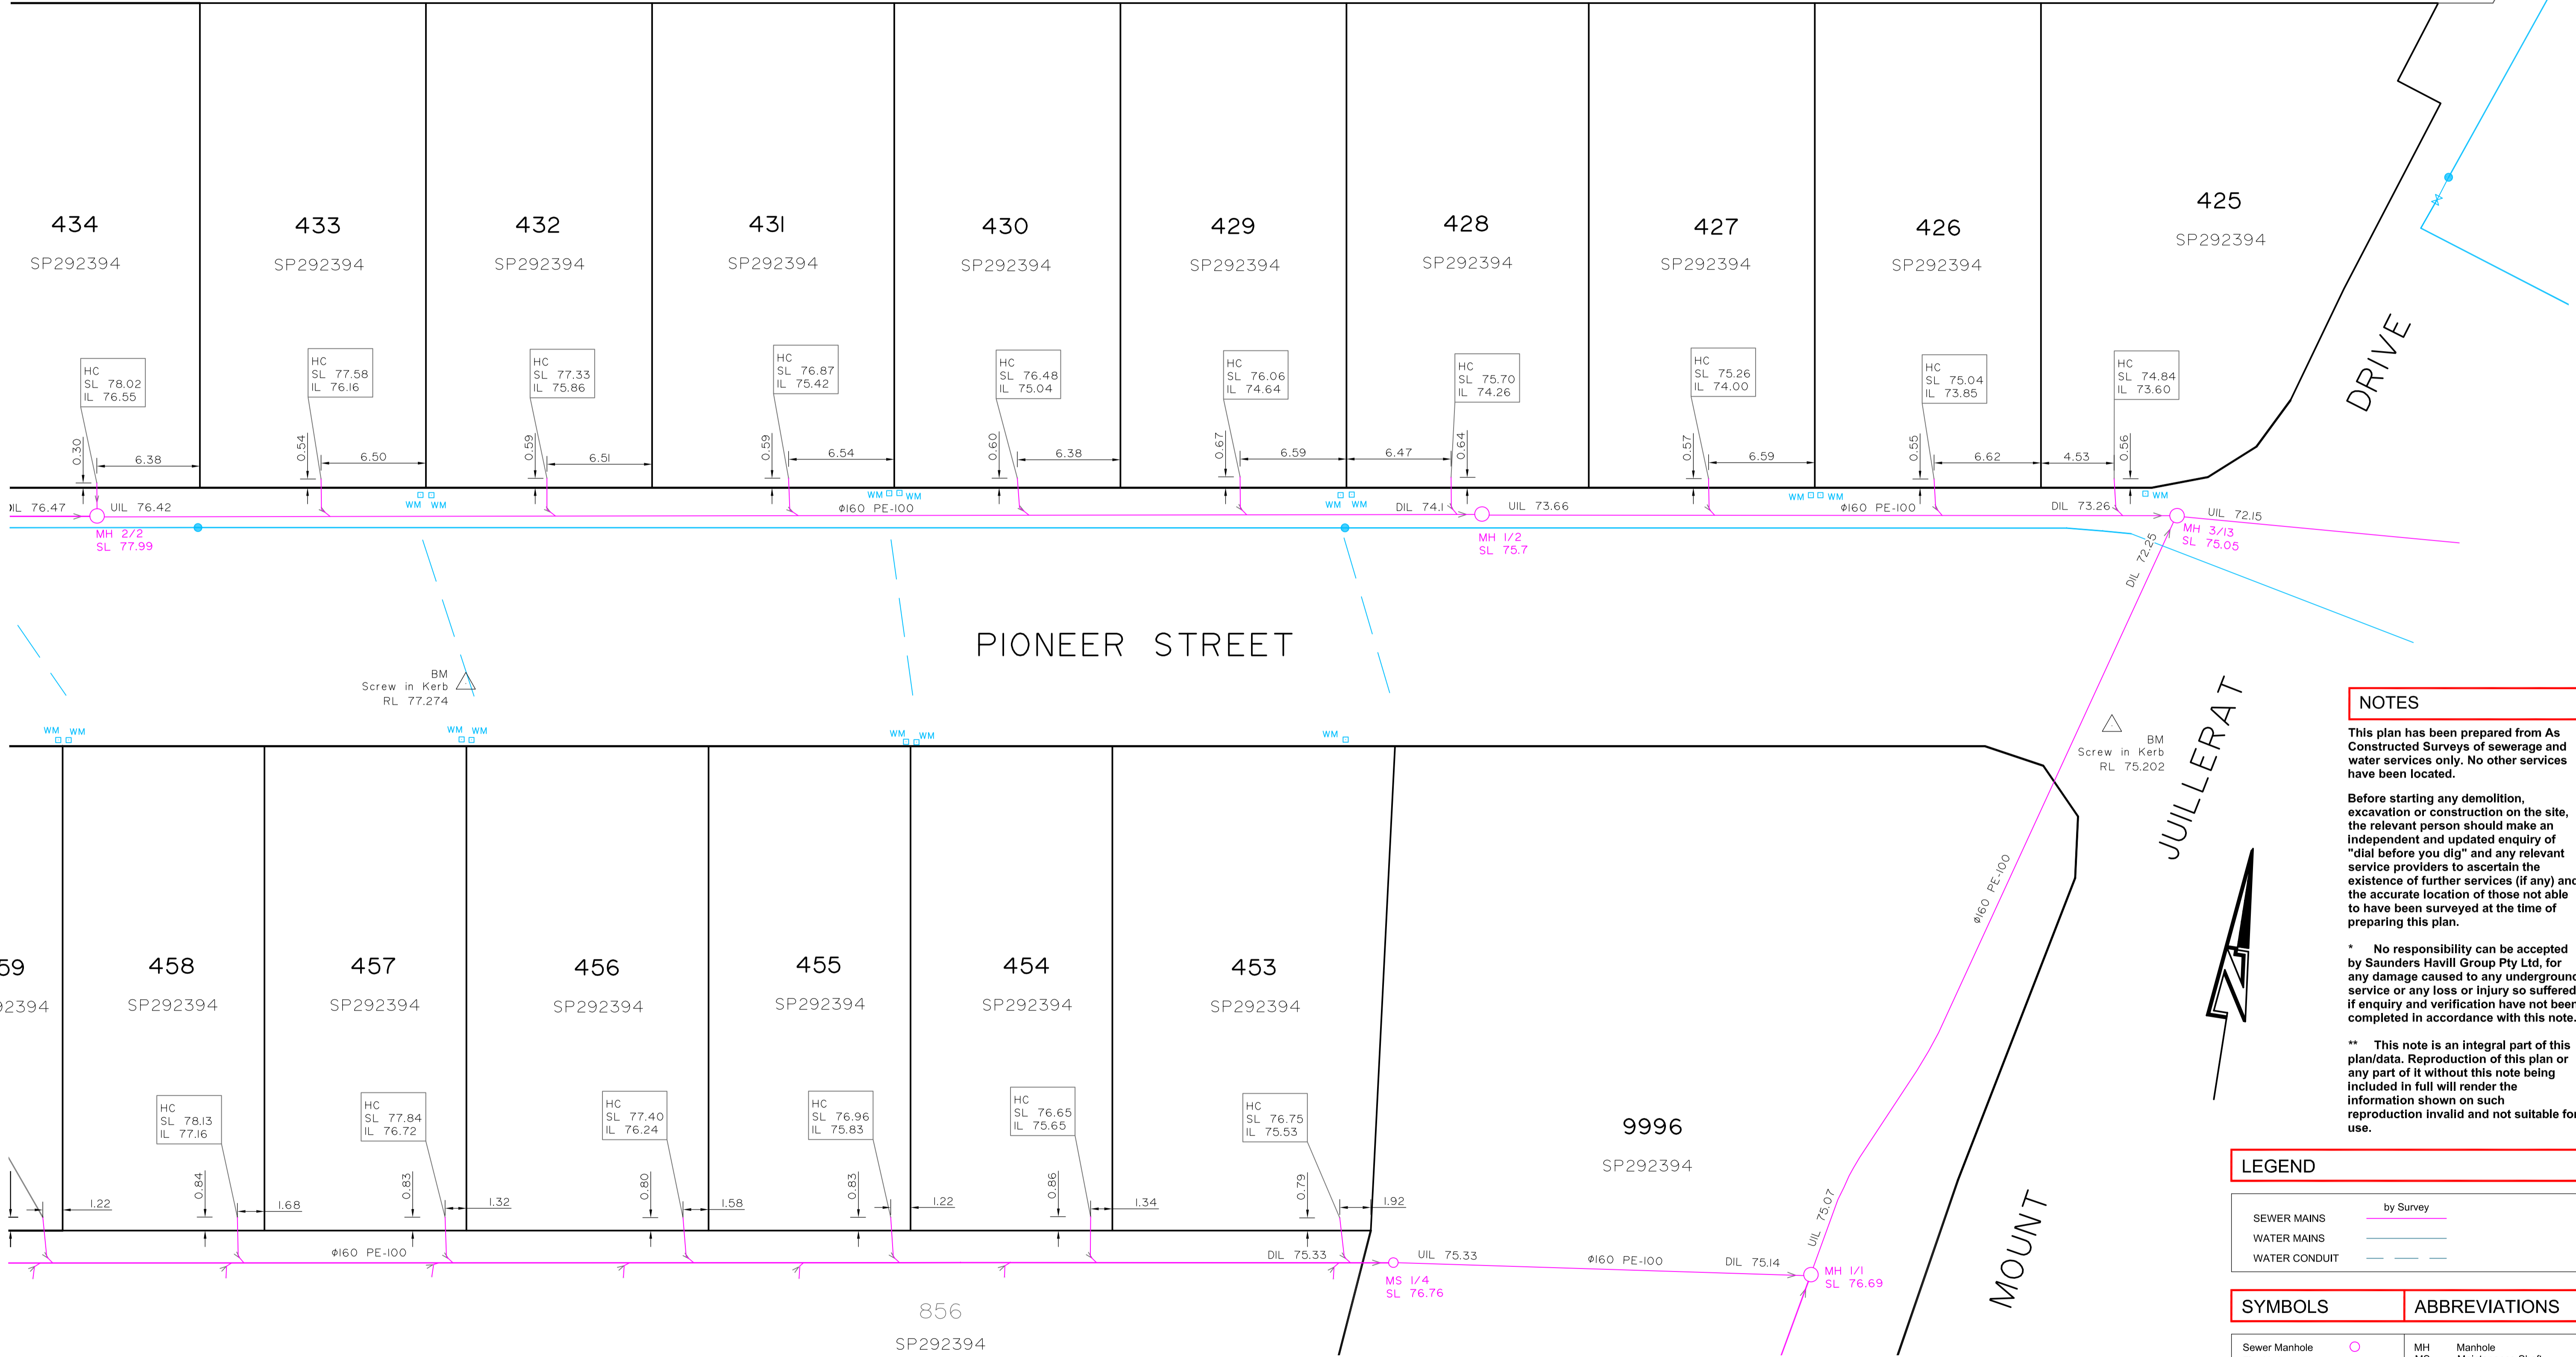 434
SP292394
433
SP292394
432
SP292394
431
SP292394
430
SP292394
429
SP292394
428
SP292394
427
SP292394
426
SP292394
425
SP292394
HC
SL 78.02
IL 76.55
HC
SL 77.58
IL 76.16
HC
SL 77.33
IL 75.86
HC
SL 76.87
IL 75.42
HC
SL 76.48
IL 75.04
HC
SL 76.06
IL 74.64
HC
SL 75.70
IL 74.26
HC
SL 75.26
IL 74.00
HC
SL 75.04
IL 73.85
HC
SL 74.84
IL 73.60
0.30
6.38
0.54
6.50
0.59
6.51
0.59
6.54
0.60
6.38
0.67
6.59
6.47
0.64
0.57
6.59
0.55
6.62
4.53
0.56
WM WM
WM WM
WM WM
WM WM
WM
DIL 76.47
UIL 76.42
ø160 PE-100
DIL 74.1
UIL 73.66
ø160 PE-100
DIL 73.26
UIL 72.15
MH 2/2
SL 77.99
MH 1/2
SL 75.7
MH 3/13
SL 75.05
DIL 72.25
PIONEER STREET
DRIVE
JUILLERAT
MOUNT
BM
Screw in Kerb
RL 77.274
BM
Screw in Kerb
RL 75.202
WM WM
WM WM
WM WM
WM
ø160 PE-100
59
92394
458
SP292394
457
SP292394
456
SP292394
455
SP292394
454
SP292394
453
SP292394
9996
SP292394
HC
SL 78.13
IL 77.16
HC
SL 77.84
IL 76.72
HC
SL 77.40
IL 76.24
HC
SL 76.96
IL 75.83
HC
SL 76.65
IL 75.65
HC
SL 76.75
IL 75.53
1.22
0.84
1.68
0.83
1.32
0.80
1.58
0.83
1.22
0.86
1.34
0.79
1.92
ø160 PE-100
DIL 75.33
UIL 75.33
ø160 PE-100
DIL 75.14
UIL 75.07
MS 1/4
SL 76.76
MH 1/1
SL 76.69
856
SP292394
NOTES
This plan has been prepared from As
Constructed Surveys of sewerage and
water services only. No other services
have been located.
Before starting any demolition,
excavation or construction on the site,
the relevant person should make an
independent and updated enquiry of
"dial before you dig" and any relevant
service providers to ascertain the
existence of further services (if any) and
the accurate location of those not able
to have been surveyed at the time of
preparing this plan.
* No responsibility can be accepted
by Saunders Havill Group Pty Ltd, for
any damage caused to any underground
service or any loss or injury so suffered
if enquiry and verification have not been
completed in accordance with this note.
** This note is an integral part of this
plan/data. Reproduction of this plan or
any part of it without this note being
included in full will render the
information shown on such
reproduction invalid and not suitable for
use.
LEGEND
by Survey
SEWER MAINS
WATER MAINS
WATER CONDUIT
SYMBOLS
ABBREVIATIONS
Sewer Manhole
MH Manhole